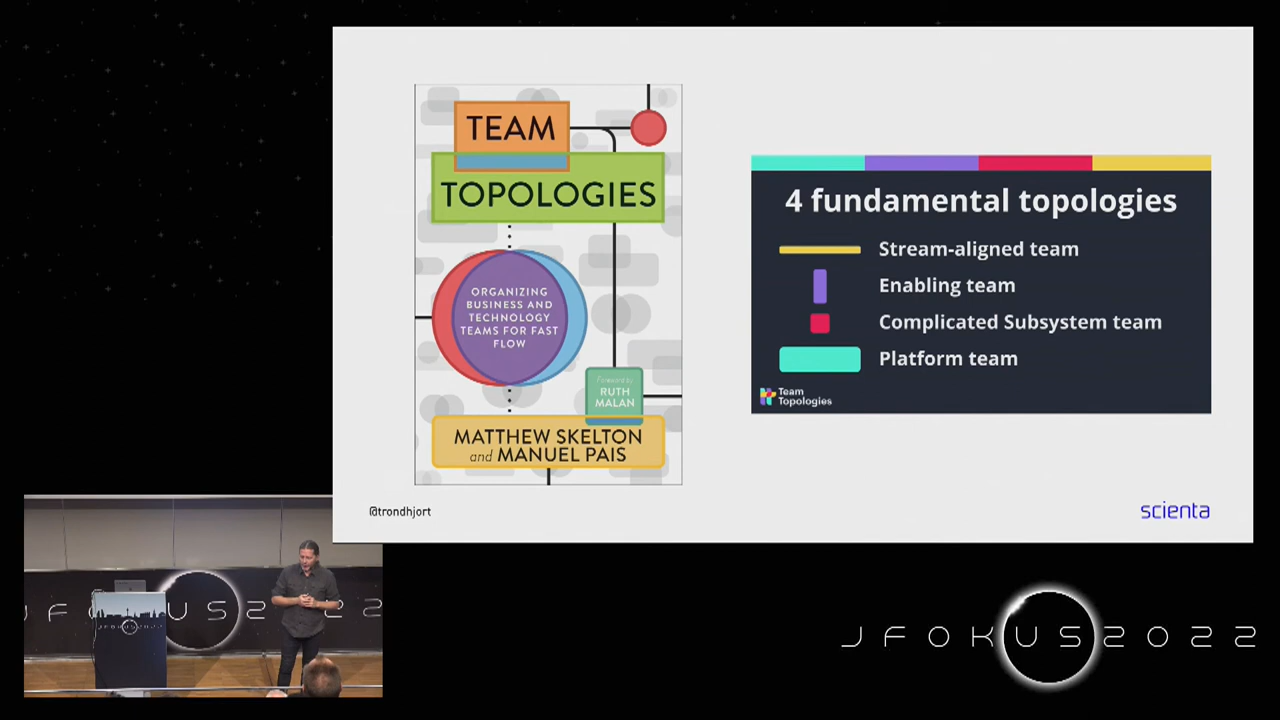 TEAM
TOPOLOGIES
ORGANIZING
BUSINESS AND
TECHNOLOGY
TEAMS FOR FAST
FLOW
Foreword by
RUTH
MALAN
MATTHEW SKELTON
and MANUEL PAIS
4 fundamental topologies
Stream-aligned team
Enabling team
Complicated Subsystem team
Platform team
Team
Topologies
@trondhjort
scienta
JFOKUS2022
JFOKUS2022